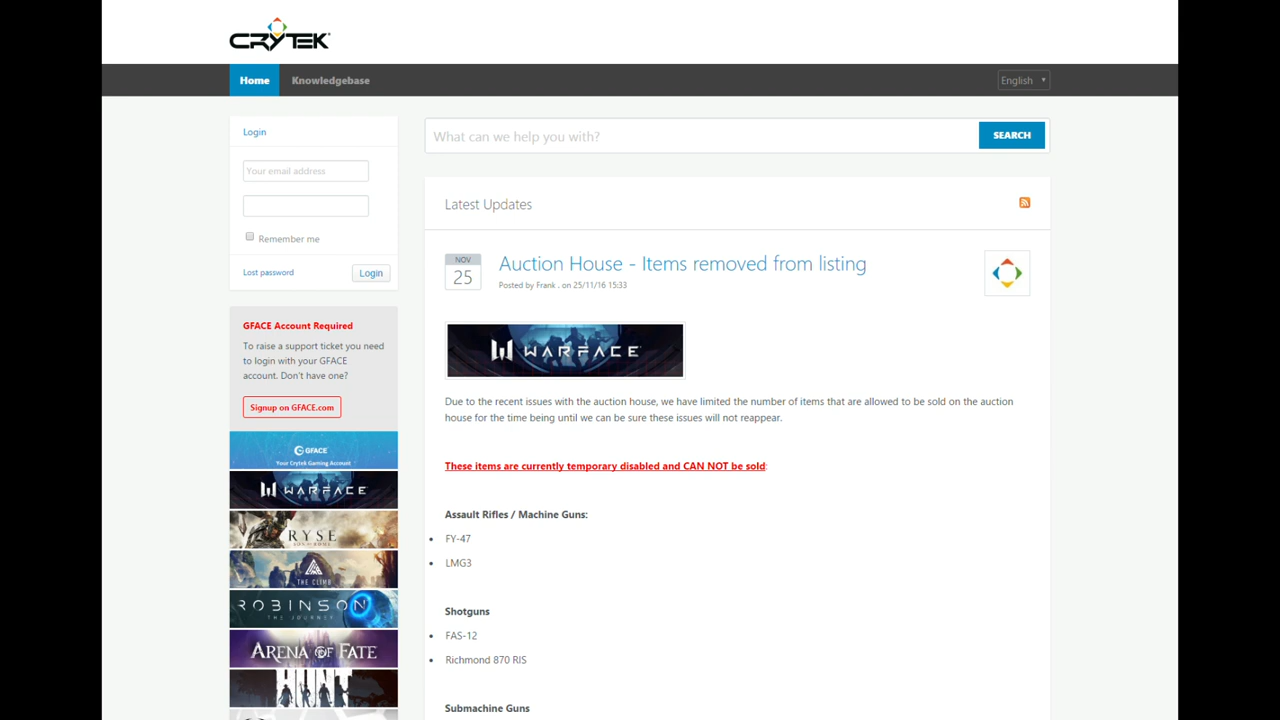 CRYTEK
Home
Knowledgebase
English
Login
Your email address
Remember me
Lost password
Login
GFACE Account Required
To raise a support ticket you need
to login with your GFACE
account. Don't have one?
Signup on GFACE.com
GFACE
Your Crytek Gaming Account
WARFACE
RYSE
SON OF ROME
THE CLIMB
ROBINSON
THE JOURNEY
ARENA OF FATE
HUNT
What can we help you with?
SEARCH
Latest Updates
NOV
25
Auction House - Items removed from listing
Posted by Frank . on 25/11/16 15:33
WARFACE
Due to the recent issues with the auction house, we have limited the number of items that are allowed to be sold on the auction
house for the time being until we can be sure these issues will not reappear.
These items are currently temporary disabled and CAN NOT be sold:
Assault Rifles / Machine Guns:
• FY-47
• LMG3
Shotguns
• FAS-12
• Richmond 870 RIS
Submachine Guns